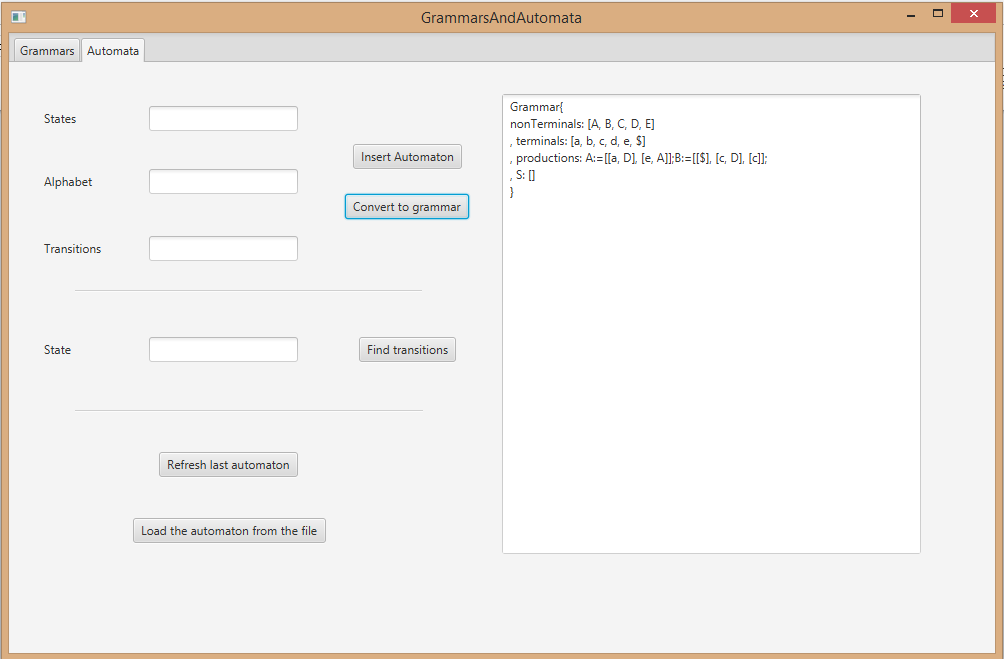 GrammarsAndAutomata
Grammars Automata
States
Insert Automaton
Alphabet
Convert to grammar
Transitions
State
Find transitions
Refresh last automaton
Load the automaton from the file
Grammar{
nonTerminals: [A, B, C, D, E]
, terminals: [a, b, c, d, e, $]
, productions: A:=[[a, D], [e, A]];B:=[[$], [c, D], [c]];
, S: []
}